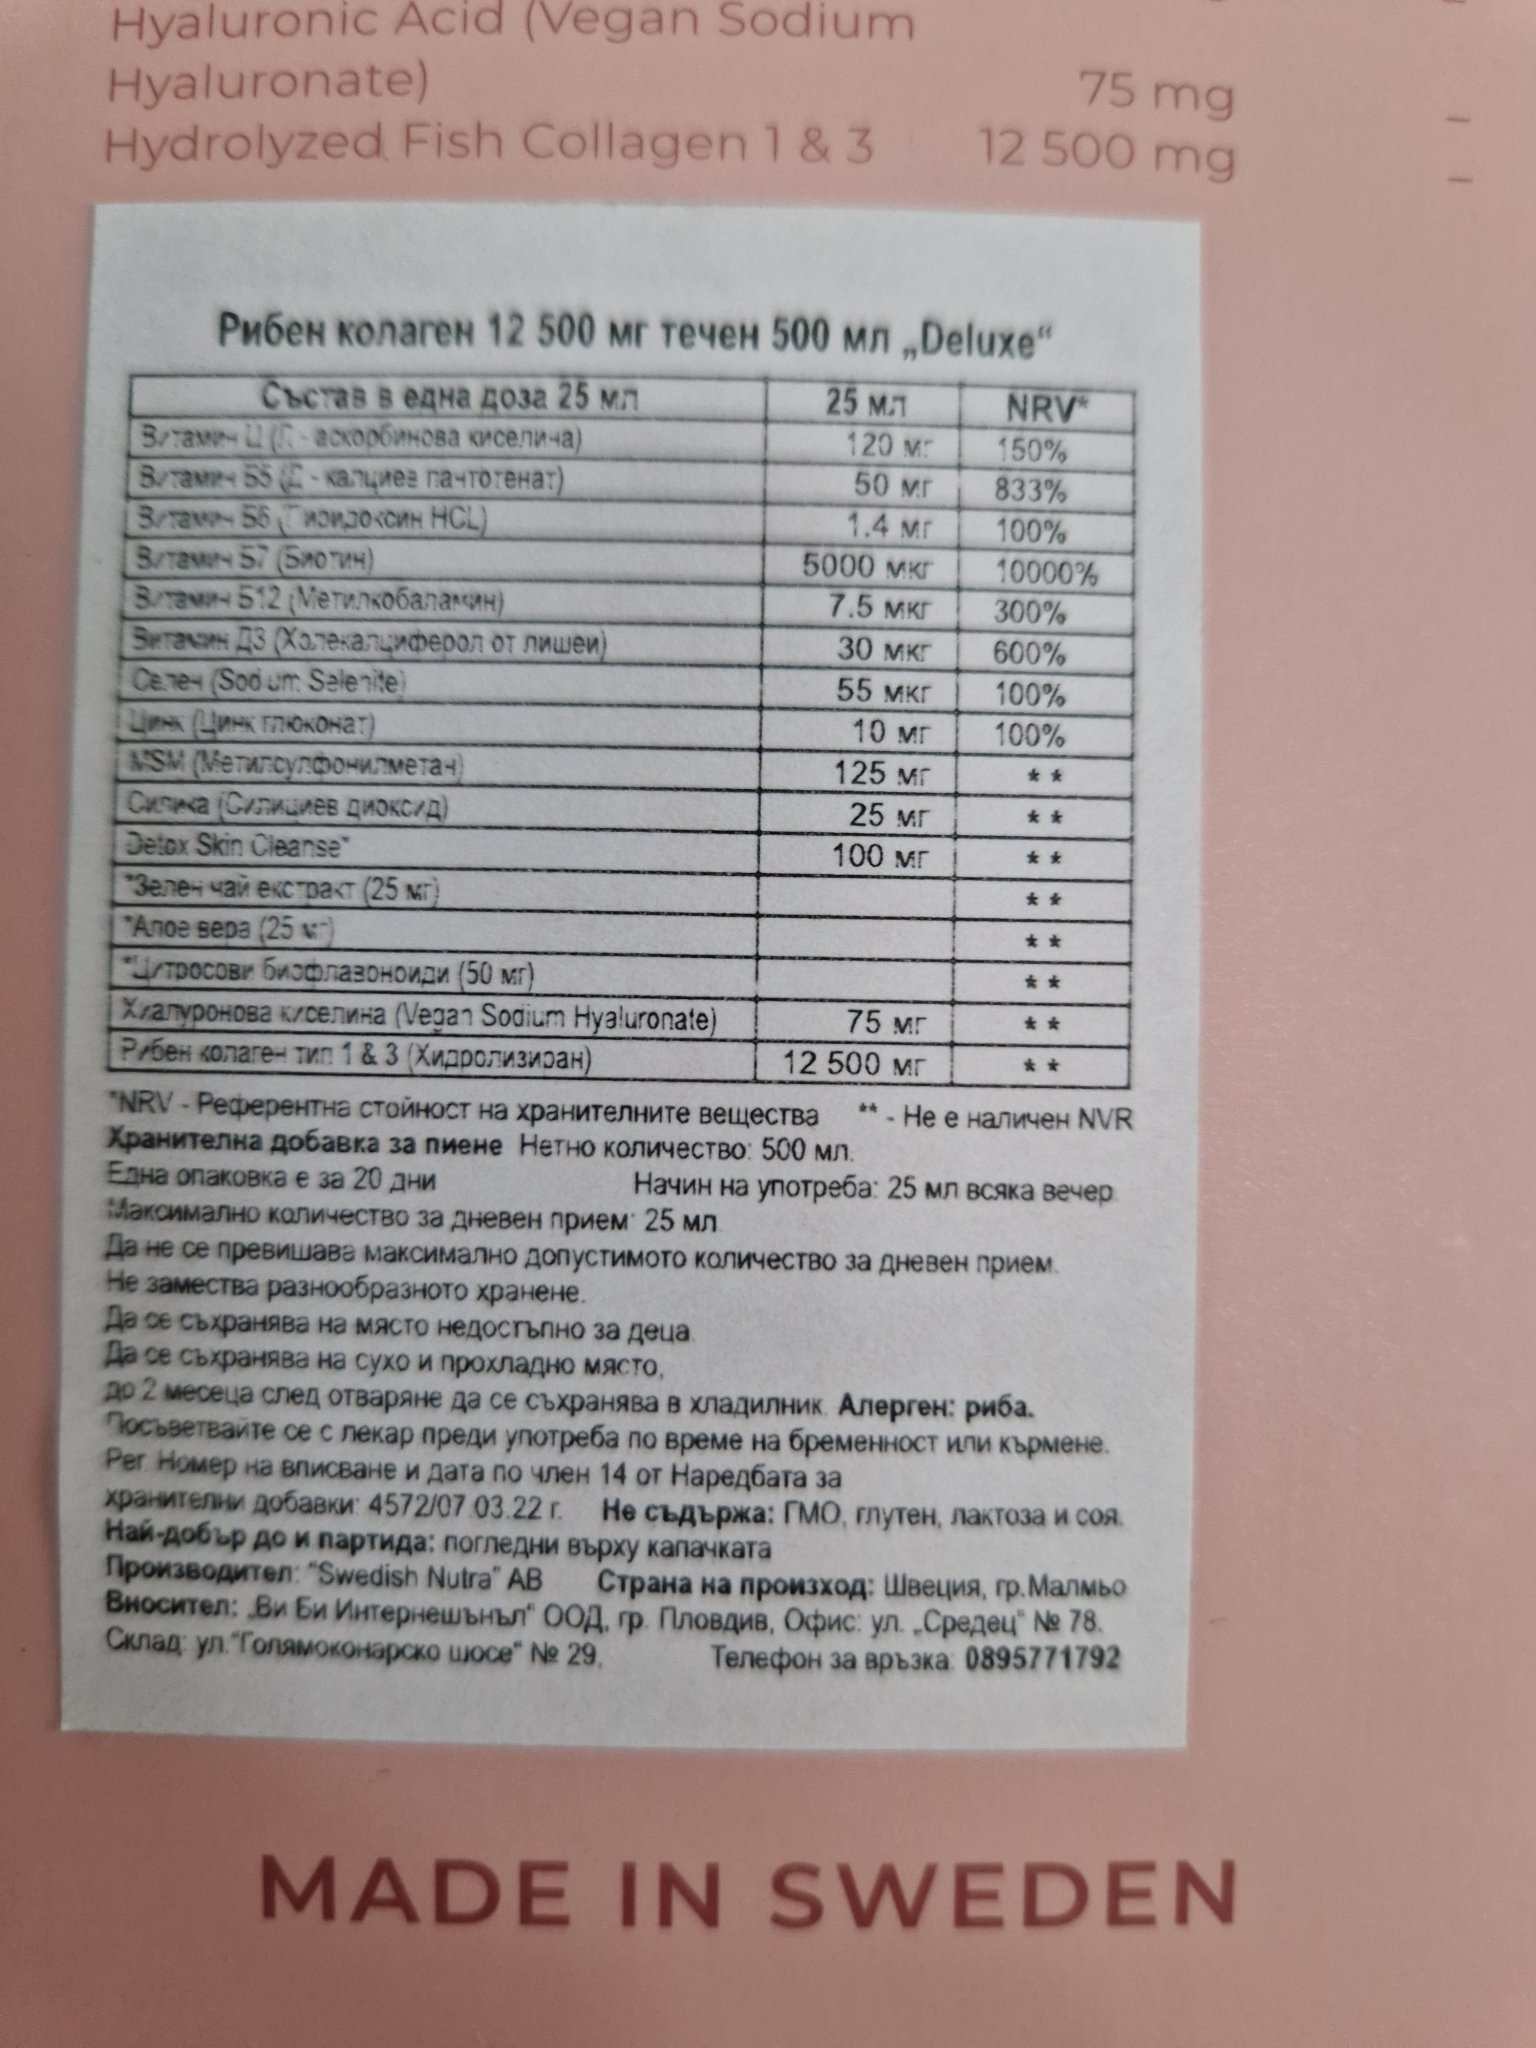 Hyaluronic Acid (Vegan Sodium
Hyaluronate) 75 mg –
Hydrolyzed Fish Collagen 1 & 3 12 500 mg –
Рибен колаген 12 500 мг течен 500 мл „Deluxe“
Състав в една доза 25 мл 25 мл NRV*
Витамин Ц (Л - аскорбинова киселина) 120 мг 150%
Витамин Б5 (Д - калциев пантотенат) 50 мг 833%
Витамин Б6 (Пиридоксин HCL) 1.4 мг 100%
Витамин Б7 (Биотин) 5000 мкг 10000%
Витамин Б12 (Метилкобаламин) 7.5 мкг 300%
Витамин Д3 (Холекалциферол от лишеи) 30 мкг 600%
Селен (Sodium Selenite) 55 мкг 100%
Цинк (Цинк глюконат) 10 мг 100%
MSM (Метилсулфонилметан) 125 мг **
Силика (Силициев диоксид) 25 мг **
Detox Skin Cleanse* 100 мг **
*Зелен чай екстракт (25 мг) **
*Алое вера (25 мг) **
*Цитросови биофлавоноиди (50 мг) **
Хиалуронова киселина (Vegan Sodium Hyaluronate) 75 мг **
Рибен колаген тип 1 & 3 (Хидролизиран) 12 500 мг **
*NRV - Референтна стойност на хранителните вещества ** - Не е наличен NVR
Хранителна добавка за пиене Нетно количество: 500 мл.
Една опаковка е за 20 дни Начин на употреба: 25 мл всяка вечер.
Максимално количество за дневен прием: 25 мл
Да не се превишава максимално допустимото количество за дневен прием.
Не замества разнообразното хранене.
Да се съхранява на място недостъпно за деца.
Да се съхранява на сухо и прохладно място,
до 2 месеца след отваряне да се съхранява в хладилник. Алерген: риба.
Посъветвайте се с лекар преди употреба по време на бременност или кърмене.
Рег. Номер на вписване и дата по член 14 от Наредбата за
хранителни добавки: 4572/07.03.22 г. Не съдържа: ГМО, глутен, лактоза и соя.
Най-добър до и партида: погледни върху капачката
Производител: “Swedish Nutra” AB Страна на произход: Швеция, гр.Малмьо
Вносител: „Ви Би Интернешънъл“ ООД, гр. Пловдив, Офис: ул. „Средец“ № 78.
Склад: ул.“Голямоконарско шосе“ № 29, Телефон за връзка: 0895771792
MADE IN SWEDEN